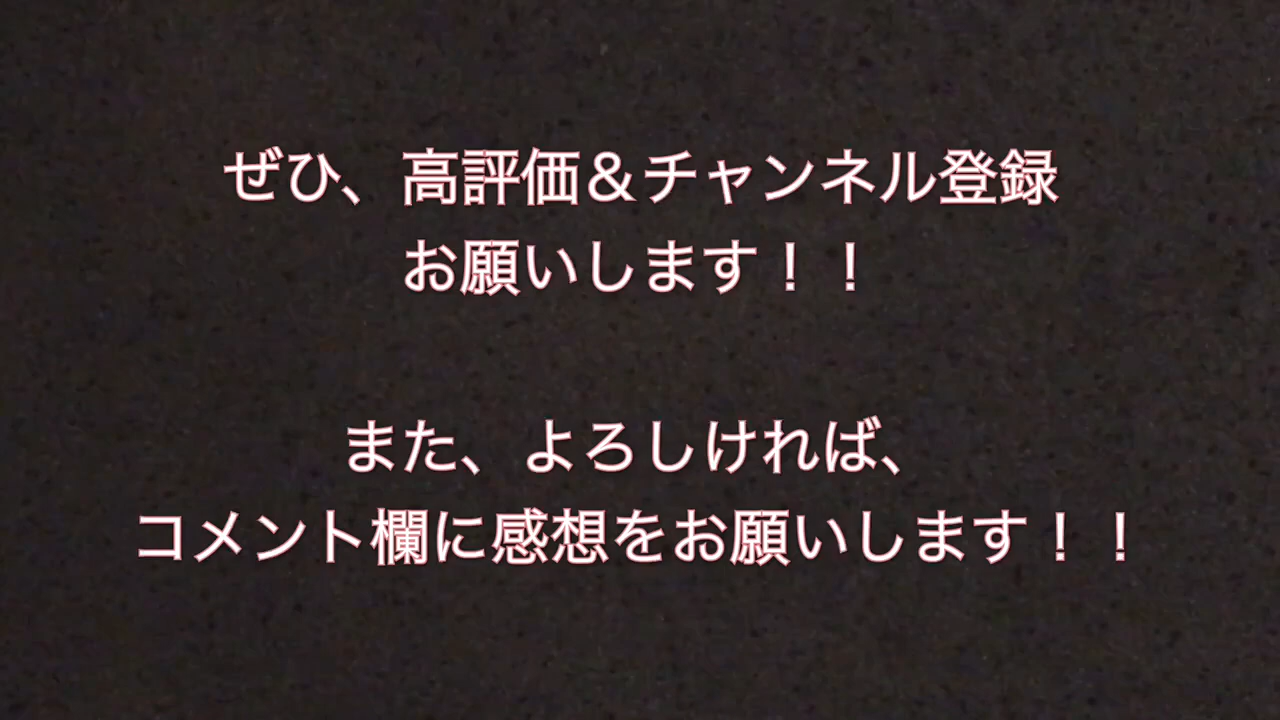 ぜひ、高評価＆チャンネル登録
お願いします！！
また、よろしければ、
コメント欄に感想をお願いします！！